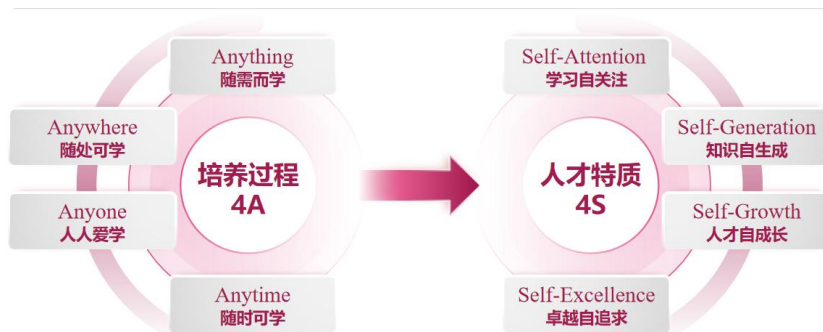 Anything
随需而学
Anywhere
随处可学
Anyone
人人爱学
Anytime
随时可学
培养过程
4A
Self-Attention
学习自关注
Self-Generation
知识自生成
Self-Growth
人才自成长
Self-Excellence
卓越自追求
人才特质
4S